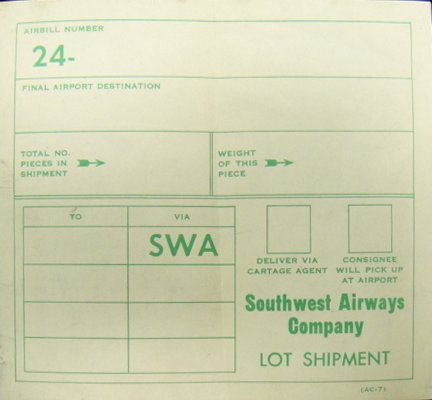 AIRBILL NUMBER
24-
FINAL AIRPORT DESTINATION
TOTAL NO.
PIECES IN
SHIPMENT
WEIGHT
OF THIS
PIECE
TO
VIA
SWA
DELIVER VIA
CARTAGE AGENT
CONSIGNEE
WILL PICK UP
AT AIRPORT
Southwest Airways
Company
LOT SHIPMENT
(AC-7)